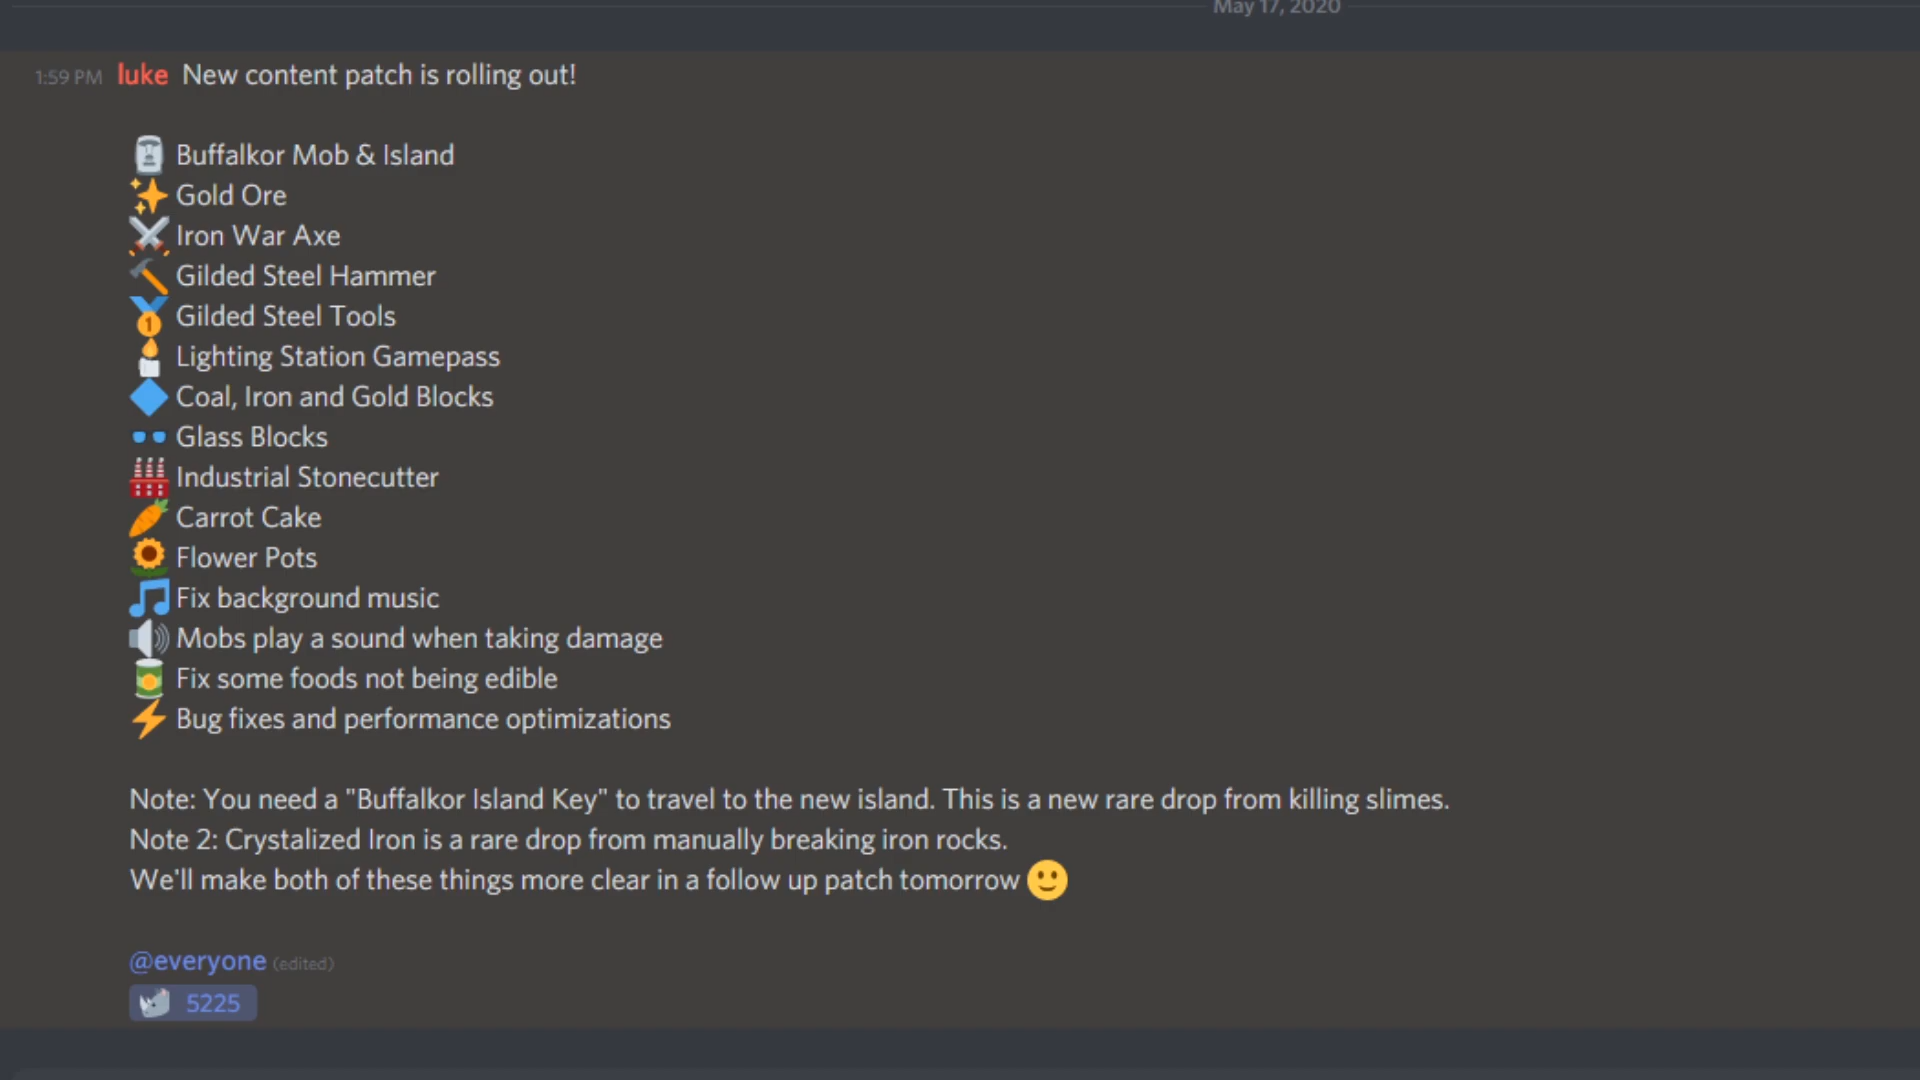 May 17, 2020
1:59 PM luke New content patch is rolling out!
Buffalkor Mob & Island
Gold Ore
Iron War Axe
Gilded Steel Hammer
Gilded Steel Tools
Lighting Station Gamepass
Coal, Iron and Gold Blocks
Glass Blocks
Industrial Stonecutter
Carrot Cake
Flower Pots
Fix background music
Mobs play a sound when taking damage
Fix some foods not being edible
Bug fixes and performance optimizations
Note: You need a "Buffalkor Island Key" to travel to the new island. This is a new rare drop from killing slimes.
Note 2: Crystalized Iron is a rare drop from manually breaking iron rocks.
We'll make both of these things more clear in a follow up patch tomorrow
@everyone (edited)
5225